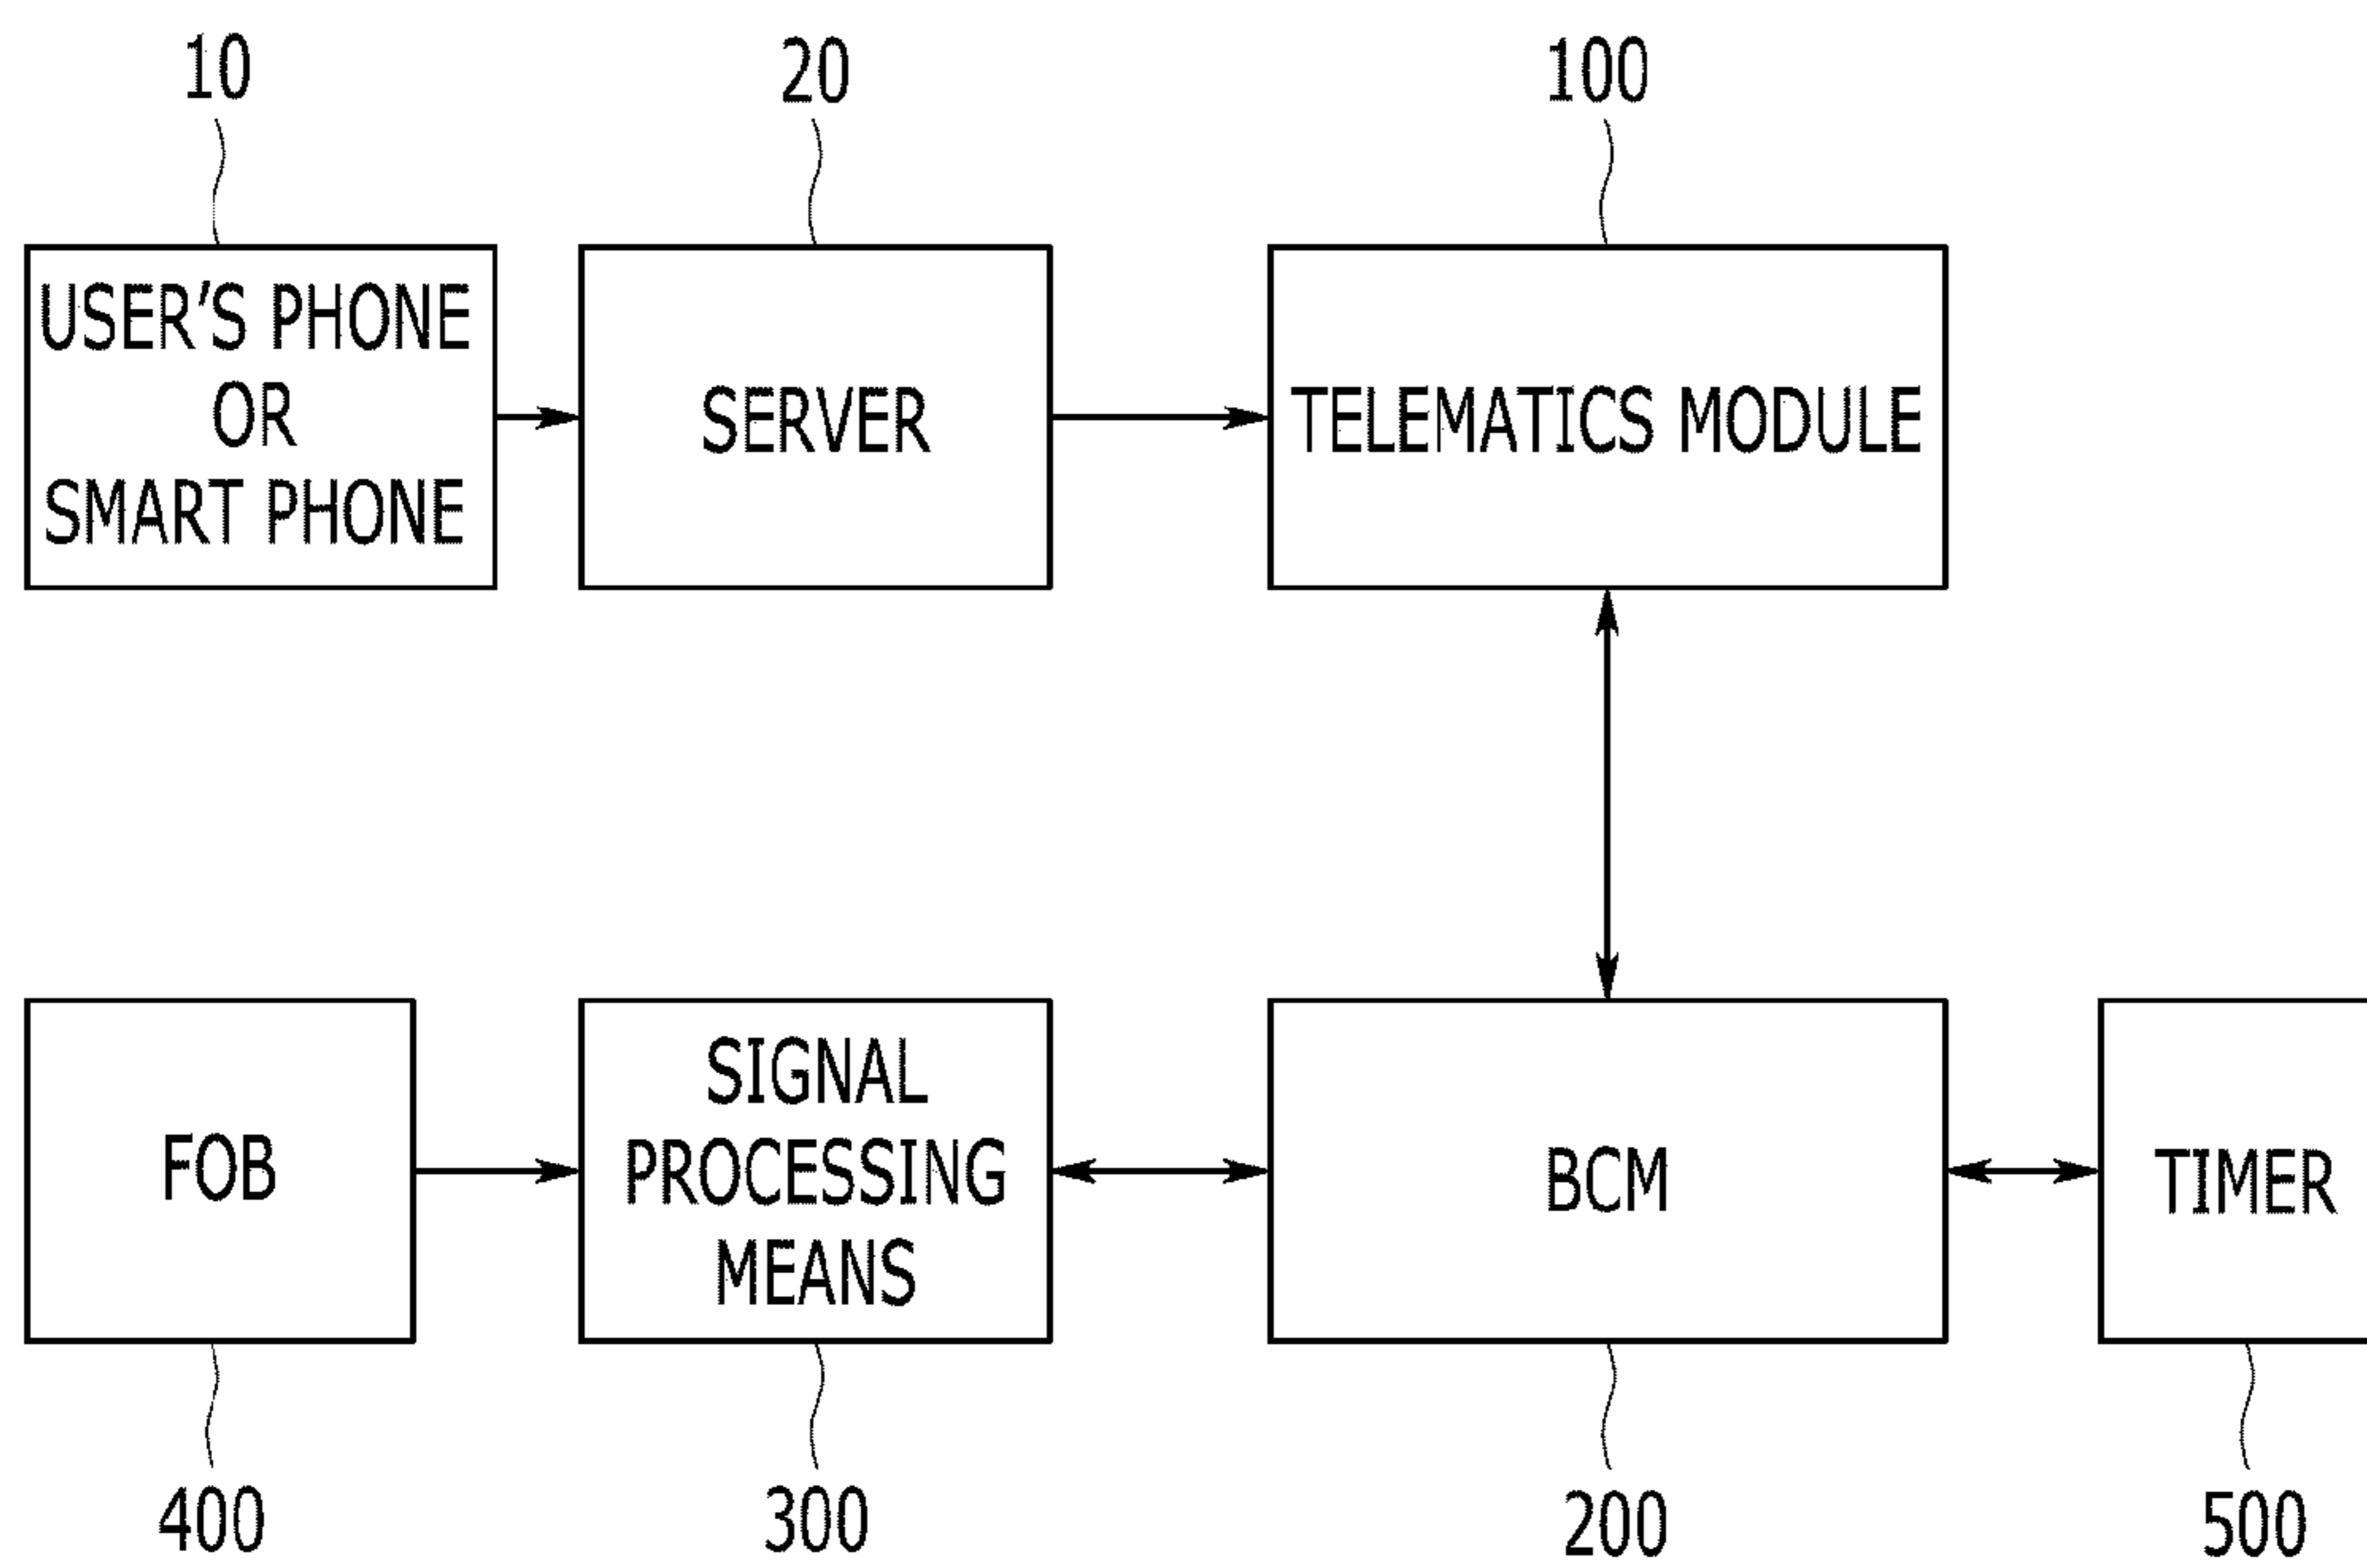 10
20
100
USER'S PHONE
OR
SMART PHONE
SERVER
TELEMATICS MODULE
FOB
SIGNAL
PROCESSING
MEANS
BCM
TIMER
400
300
200
500